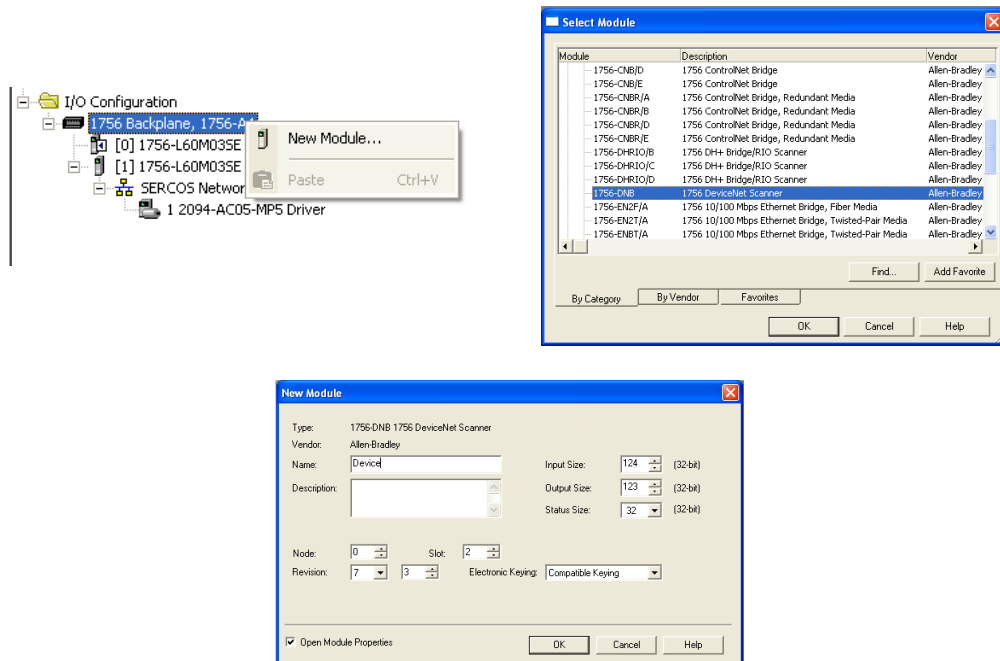 I/O Configuration
1756 Backplane, 1756-A
[0] 1756-L60M03SE
[1] 1756-L60M03SE
SERCOS Networ
1 2094-AC05-MP5 Driver
New Module...
Paste Ctrl+V
Select Module
Module Description Vendor
1756-CNB/D 1756 ControlNet Bridge Allen-Bradley
1756-CNB/E 1756 ControlNet Bridge Allen-Bradley
1756-CNBR/A 1756 ControlNet Bridge, Redundant Media Allen-Bradley
1756-CNBR/B 1756 ControlNet Bridge, Redundant Media Allen-Bradley
1756-CNBR/D 1756 ControlNet Bridge, Redundant Media Allen-Bradley
1756-CNBR/E 1756 ControlNet Bridge, Redundant Media Allen-Bradley
1756-DHRIO/B 1756 DH+ Bridge/RIO Scanner Allen-Bradley
1756-DHRIO/C 1756 DH+ Bridge/RIO Scanner Allen-Bradley
1756-DHRIO/D 1756 DH+ Bridge/RIO Scanner Allen-Bradley
1756-DNB 1756 DeviceNet Scanner Allen-Bradley
1756-EN2F/A 1756 10/100 Mbps Ethernet Bridge, Fiber Media Allen-Bradley
1756-EN2T/A 1756 10/100 Mbps Ethernet Bridge, Twisted-Pair Media Allen-Bradley
1756-ENBT/A 1756 10/100 Mbps Ethernet Bridge, Twisted-Pair Media Allen-Bradley
Find... Add Favorite
By Category By Vendor Favorites
OK Cancel Help
New Module
Type: 1756-DNB 1756 DeviceNet Scanner
Vendor: Allen-Bradley
Name: Device Input Size: 124 (32-bit)
Description: Output Size: 123 (32-bit)
Status Size: 32 (32-bit)
Node: 0 Slot: 2
Revision: 7 3 Electronic Keying: Compatible Keying
Open Module Properties OK Cancel Help